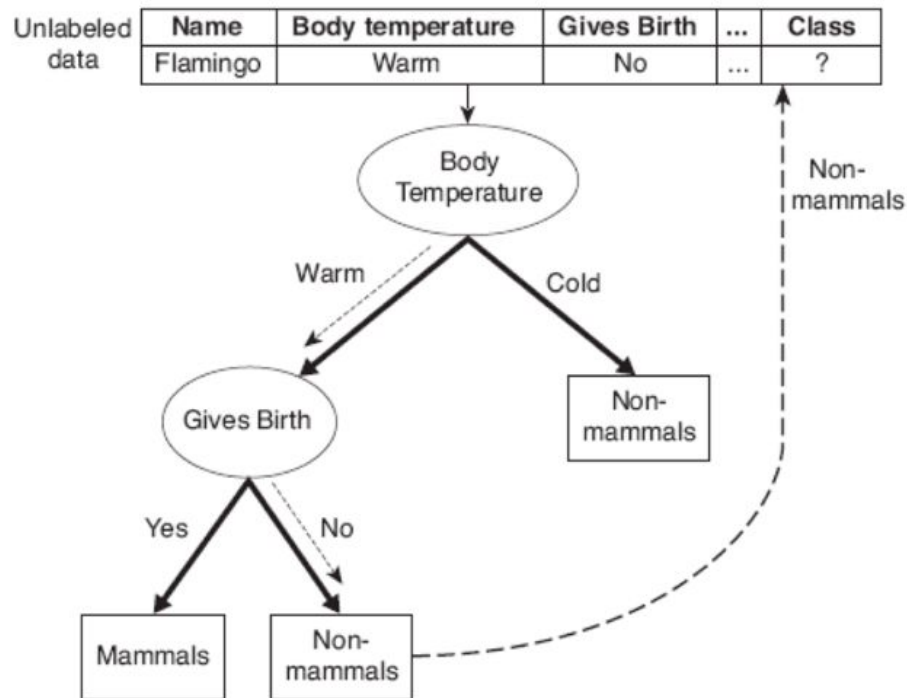 Unlabeled
data
Name Body temperature Gives Birth ... Class
Flamingo Warm No ... ?
Body
Temperature
Non-
mammals
Warm
Cold
Gives Birth
Non-
mammals
Yes
No
Mammals
Non-
mammals